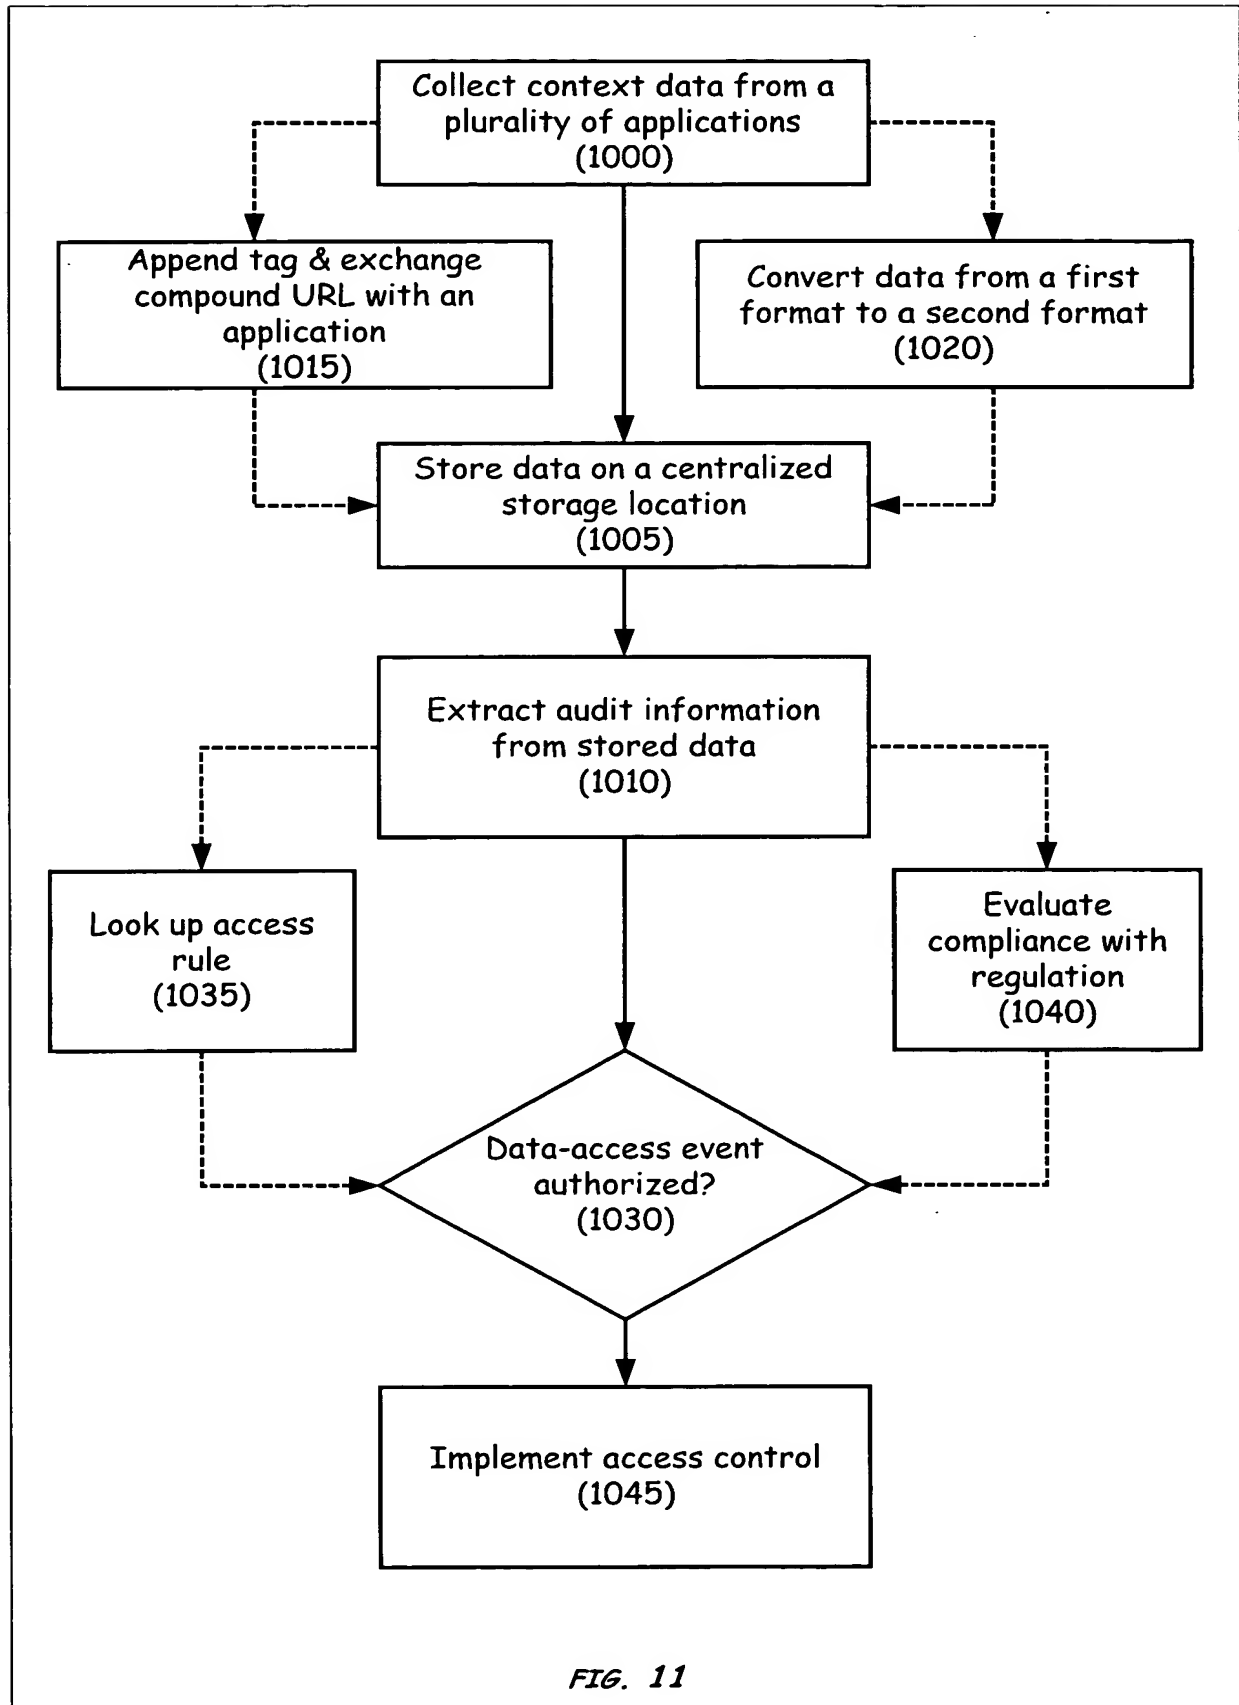 Collect context data from a
plurality of applications
(1000)
Append tag & exchange
compound URL with an
application
(1015)
Convert data from a first
format to a second format
(1020)
Store data on a centralized
storage location
(1005)
Extract audit information
from stored data
(1010)
Look up access
rule
(1035)
Evaluate
compliance with
regulation
(1040)
Data-access event
authorized?
(1030)
Implement access control
(1045)
FIG. 11